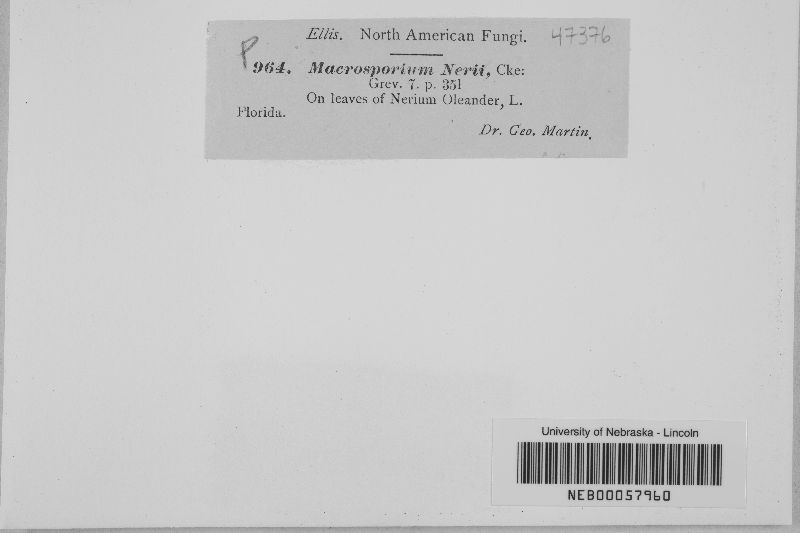 Ellis. North American Fungi. 47376
P
964. Macrosporium Nerii, Cke:
Grev. 7. p. 351
On leaves of Nerium Oleander, L.
Florida.
Dr. Geo. Martin.
University of Nebraska - Lincoln
NEB00057960